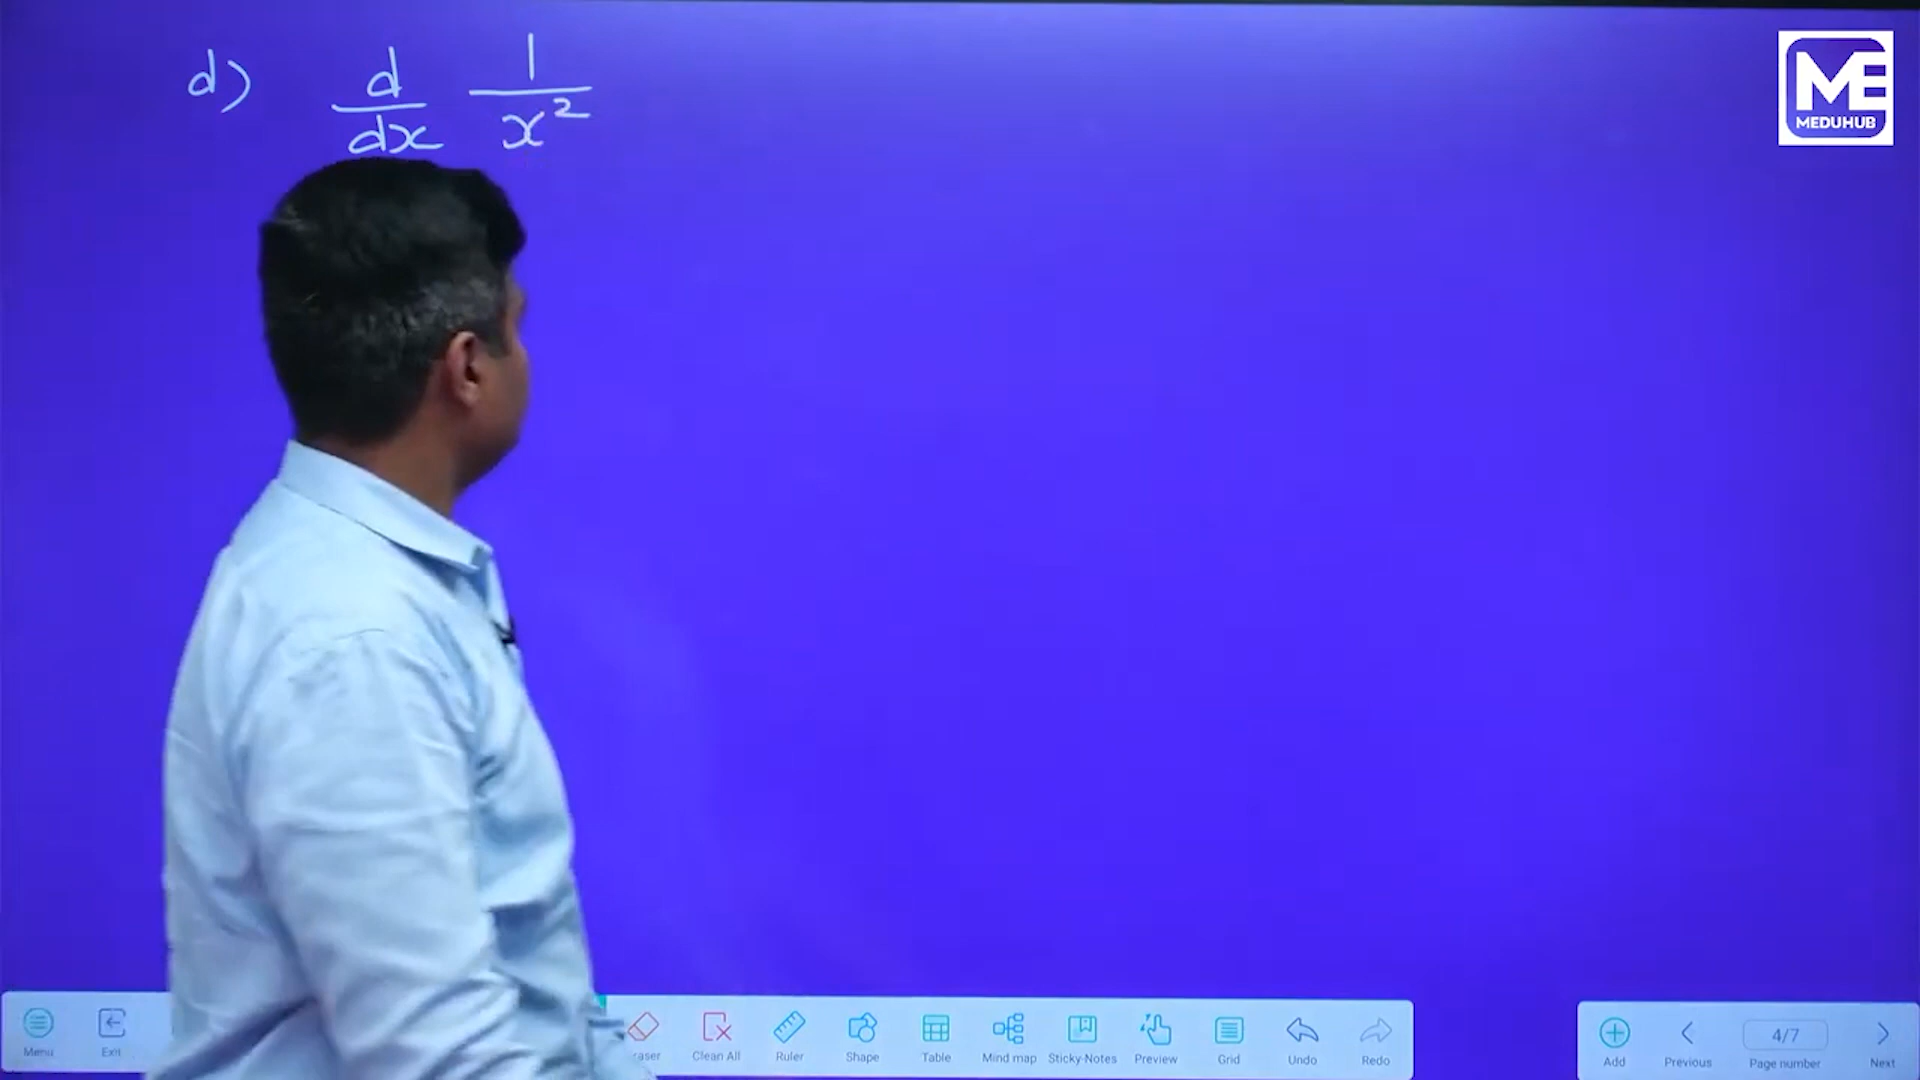 d) d/dx 1/x²
ME
MEDUHUB
Menu
Exit
raser
Clean All
Ruler
Shape
Table
Mind map
Sticky-Notes
Preview
Grid
Undo
Redo
Add
Previous
4/7
Page number
Next